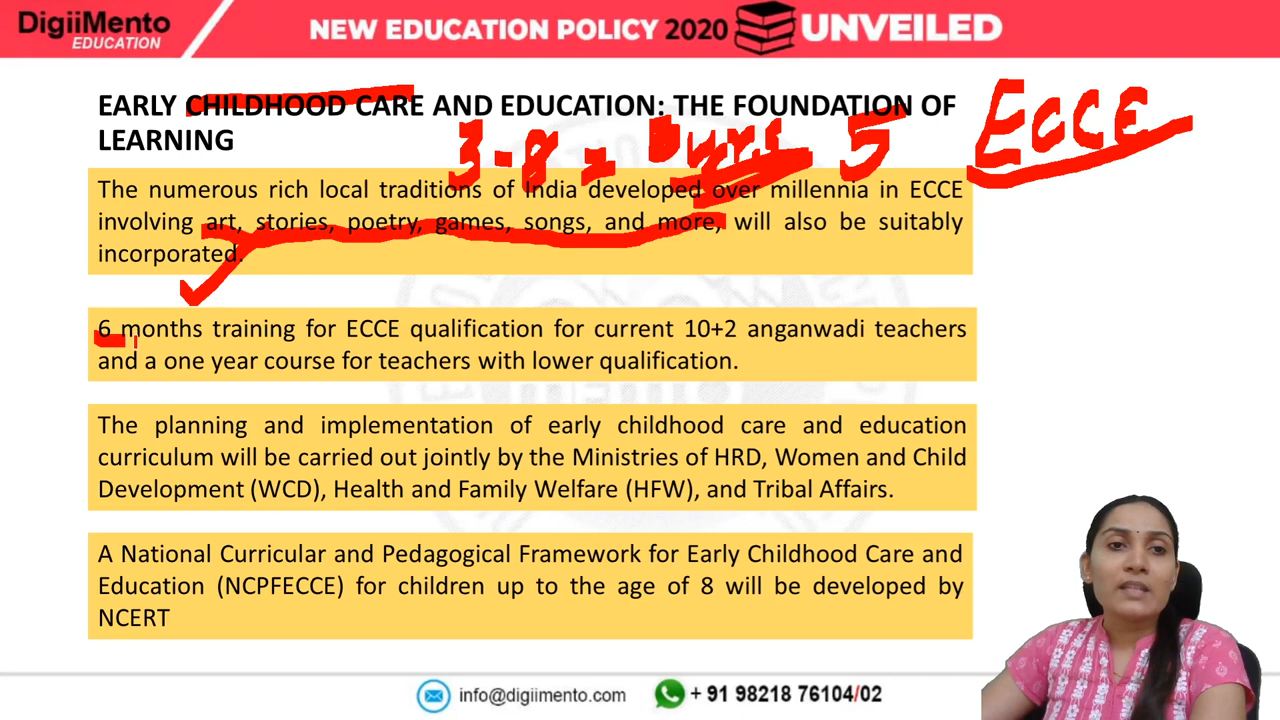 DigiiMento
EDUCATION
NEW EDUCATION POLICY 2020 UNVEILED
EARLY CHILDHOOD CARE AND EDUCATION: THE FOUNDATION OF
LEARNING
ECCE
3-8 = yrs 5
The numerous rich local traditions of India developed over millennia in ECCE
involving art, stories, poetry, games, songs, and more, will also be suitably
incorporated.
6 months training for ECCE qualification for current 10+2 anganwadi teachers
and a one year course for teachers with lower qualification.
The planning and implementation of early childhood care and education
curriculum will be carried out jointly by the Ministries of HRD, Women and Child
Development (WCD), Health and Family Welfare (HFW), and Tribal Affairs.
A National Curricular and Pedagogical Framework for Early Childhood Care and
Education (NCPFECCE) for children up to the age of 8 will be developed by
NCERT
info@digiimento.com + 91 98218 76104/02